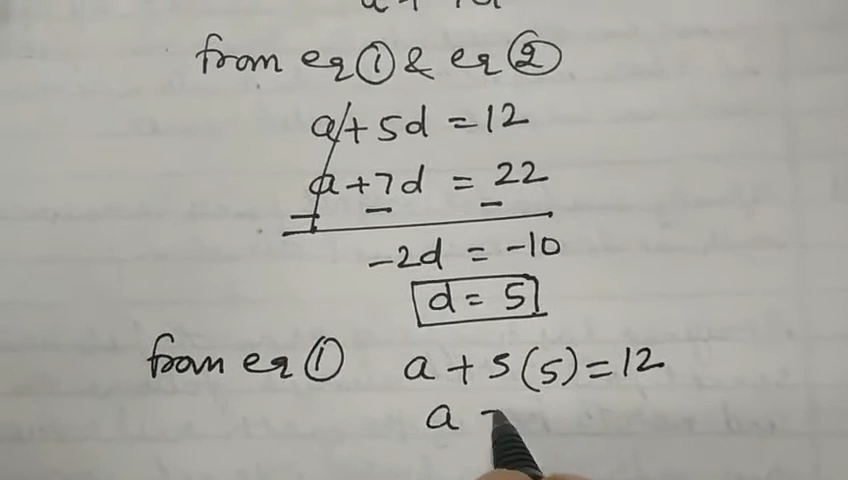 from eq ① & eq ②
a + 5d = 12
a + 7d = 22
- - -
-2d = -10
d = 5
from eq ① a + 5(5) = 12
a